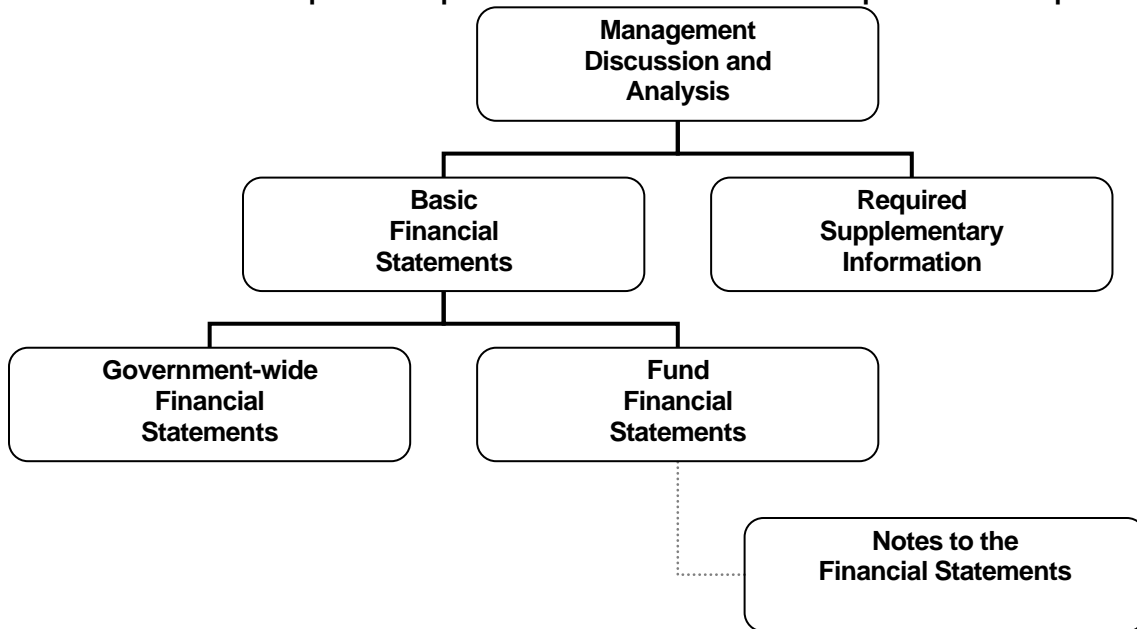 Management
Discussion and
Analysis
Basic
Financial
Statements
Required
Supplementary
Information
Government-wide
Financial
Statements
Fund
Financial
Statements
Notes to the
Financial Statements